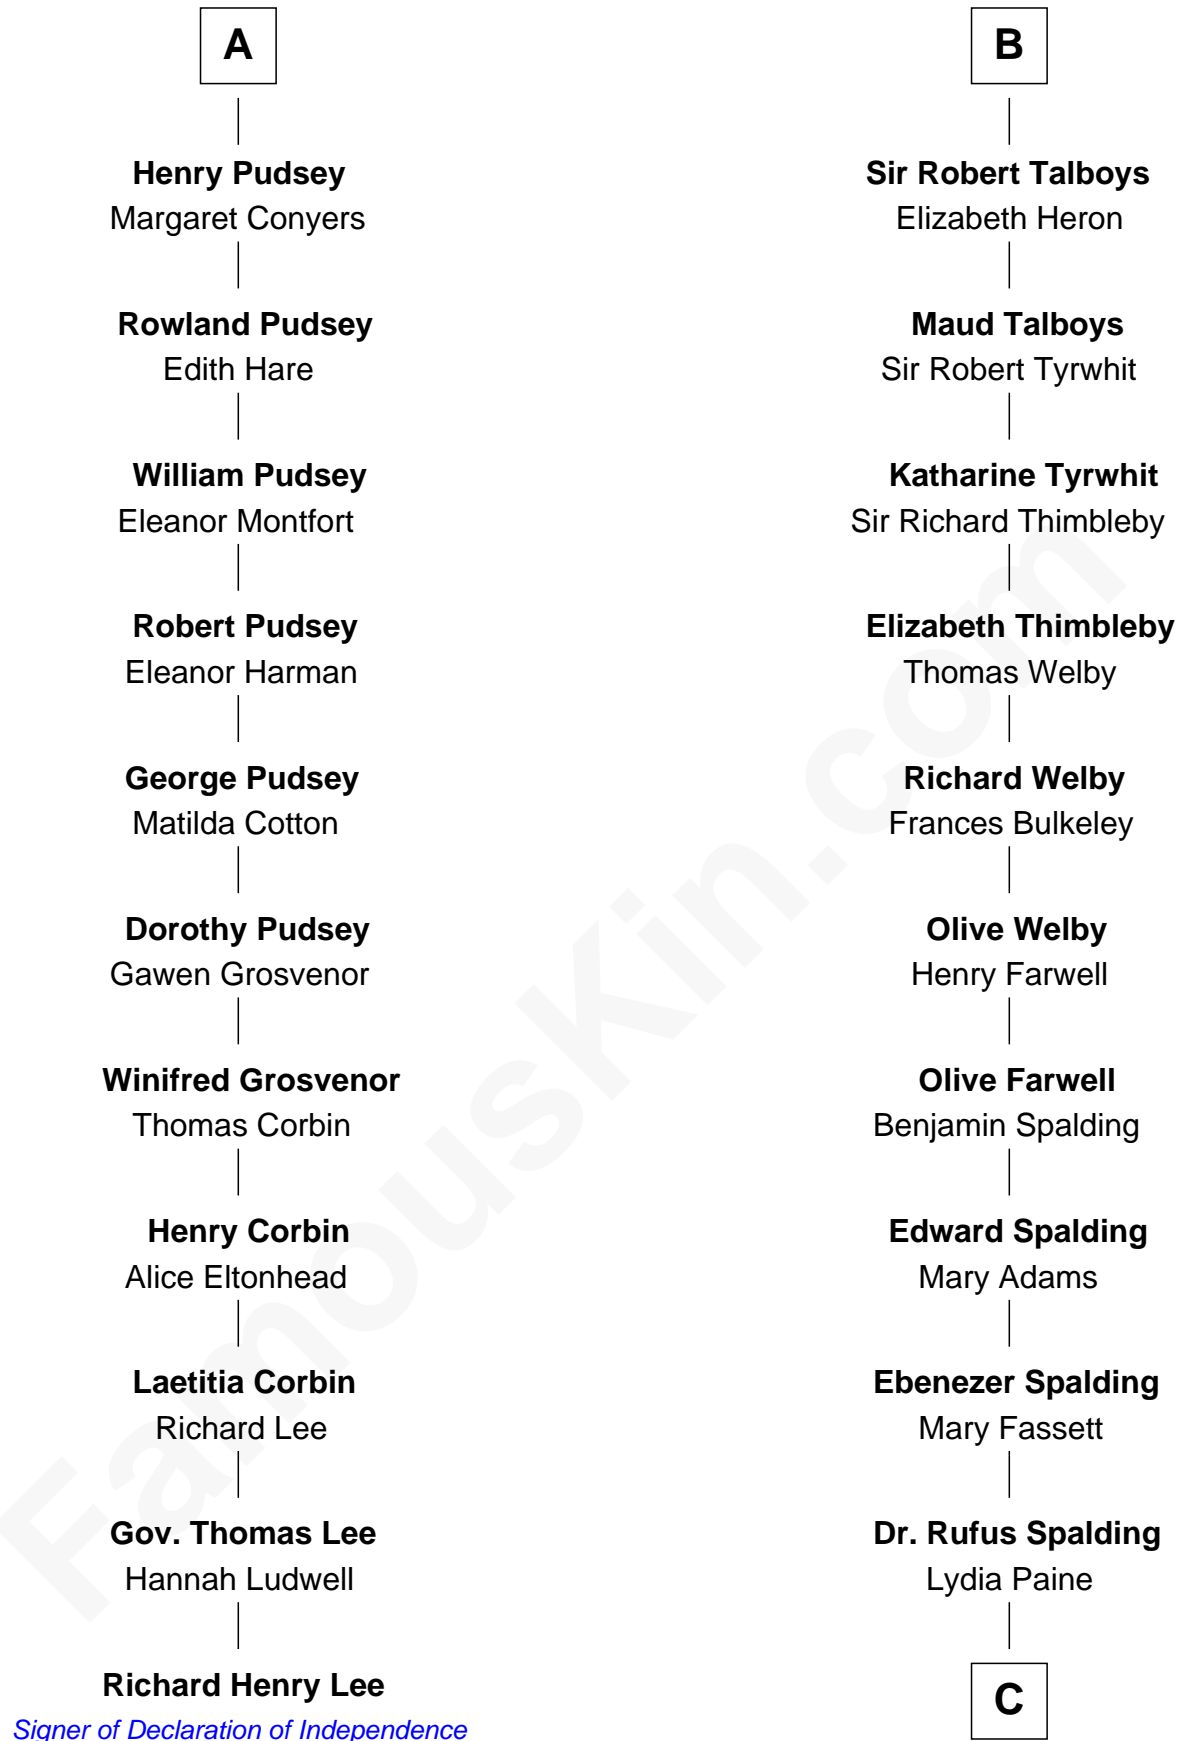 A
Henry Pudsey
Margaret Conyers
Rowland Pudsey
Edith Hare
William Pudsey
Eleanor Montfort
Robert Pudsey
Eleanor Harman
George Pudsey
Matilda Cotton
Dorothy Pudsey
Gawen Grosvenor
Winifred Grosvenor
Thomas Corbin
Henry Corbin
Alice Eltonhead
Laetitia Corbin
Richard Lee
Gov. Thomas Lee
Hannah Ludwell
Richard Henry Lee
Signer of Declaration of Independence
B
Sir Robert Talboys
Elizabeth Heron
Maud Talboys
Sir Robert Tyrwhit
Katharine Tyrwhit
Sir Richard Thimbleby
Elizabeth Thimbleby
Thomas Welby
Richard Welby
Frances Bulkeley
Olive Welby
Henry Farwell
Olive Farwell
Benjamin Spalding
Edward Spalding
Mary Adams
Ebenezer Spalding
Mary Fassett
Dr. Rufus Spalding
Lydia Paine
C
FamousKin.com